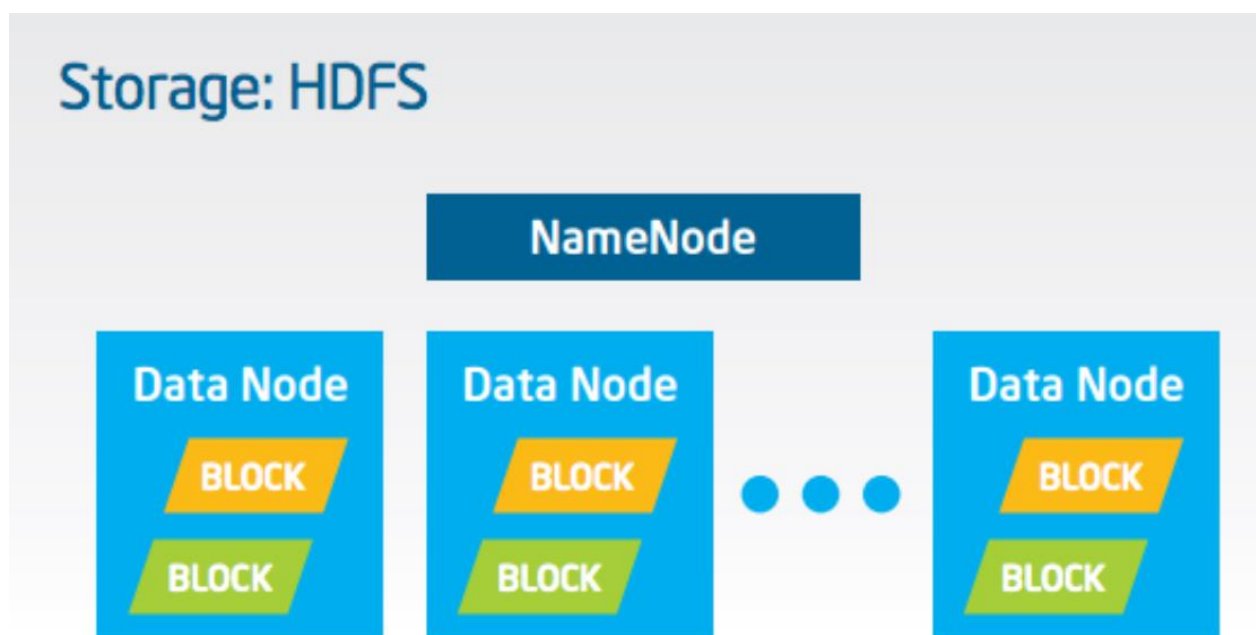 Storage: HDFS
NameNode
Data Node Data Node Data Node
BLOCK BLOCK BLOCK
BLOCK BLOCK BLOCK